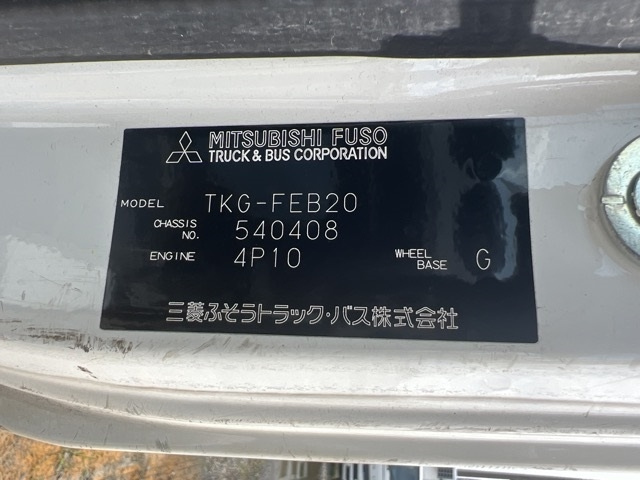 MITSUBISHI FUSO
TRUCK & BUS CORPORATION
MODEL TKG-FEB20
CHASSIS NO. 540408
ENGINE 4P10 WHEEL BASE G
三菱ふそうトラック・バス株式会社